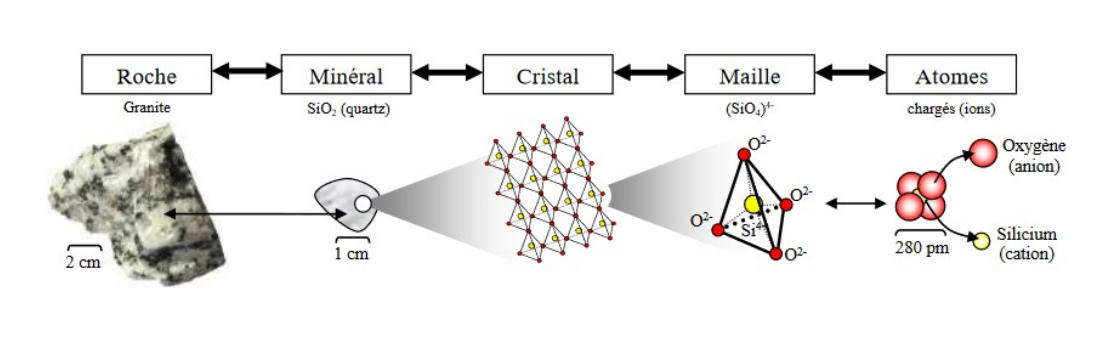 Roche
Minéral
Cristal
Maille
Atomes
Granite
SiO₂ (quartz)
(SiO₄)⁴⁻
chargés (ions)
O²⁻
O²⁻
O²⁻
Si⁴⁺
O²⁻
Oxygène
(anion)
Silicium
(cation)
2 cm
1 cm
280 pm